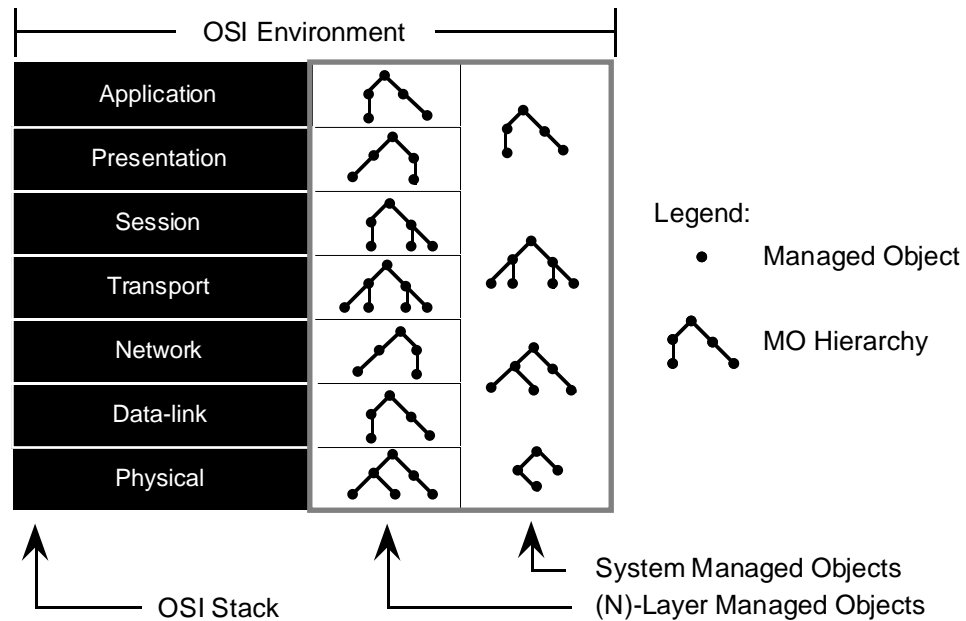 OSI Environment
Application
Presentation
Session
Transport
Network
Data-link
Physical
Legend:
Managed Object
MO Hierarchy
System Managed Objects
(N)-Layer Managed Objects
OSI Stack